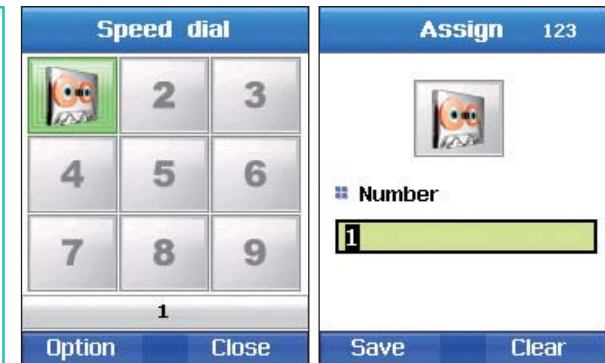 Speed dial
2 3
4 5 6
7 8 9
1
Option Close
Assign 123
Number
1
Save Clear